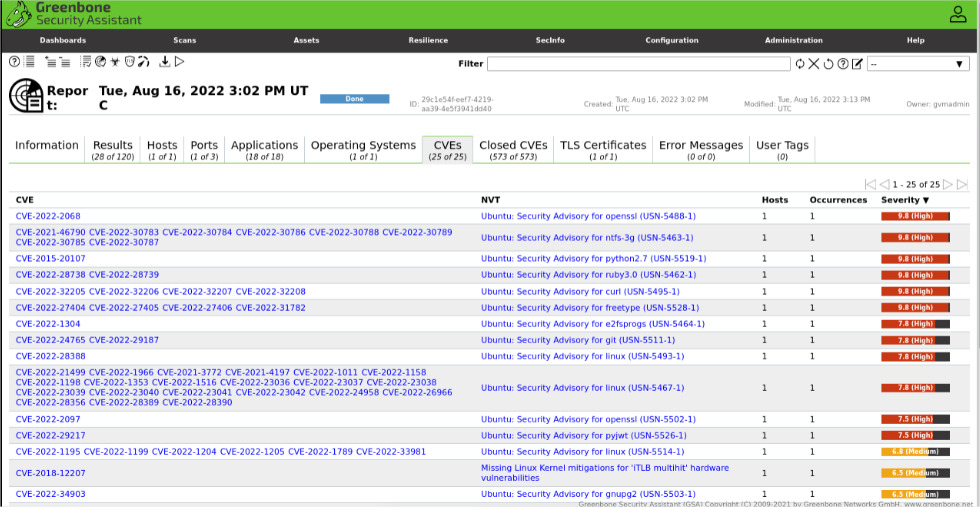 Greenbone
Security Assistant
Dashboards Scans Assets Resilience SecInfo Configuration Administration Help
Filter --
Report: Tue, Aug 16, 2022 3:02 PM UTC Done ID: 29c1e54f-eef7-4219-aa39-4e5f3941dd40 Created: Tue, Aug 16, 2022 3:02 PM UTC Modified: Tue, Aug 16, 2022 3:13 PM UTC Owner: gvmadmin
Information Results Hosts Ports Applications Operating Systems CVEs Closed CVEs TLS Certificates Error Messages User Tags
(28 of 120) (1 of 1) (1 of 3) (18 of 18) (1 of 1) (25 of 25) (573 of 573) (1 of 1) (0 of 0) (0)
1 - 25 of 25
CVE NVT Hosts Occurrences Severity ▼
CVE-2022-2068 Ubuntu: Security Advisory for openssl (USN-5488-1) 1 1 9.8 (High)
CVE-2021-46790 CVE-2022-30783 CVE-2022-30784 CVE-2022-30786 CVE-2022-30788 CVE-2022-30789
CVE-2022-30785 CVE-2022-30787 Ubuntu: Security Advisory for ntfs-3g (USN-5463-1) 1 1 9.8 (High)
CVE-2015-20107 Ubuntu: Security Advisory for python2.7 (USN-5519-1) 1 1 9.8 (High)
CVE-2022-28738 CVE-2022-28739 Ubuntu: Security Advisory for ruby3.0 (USN-5462-1) 1 1 9.8 (High)
CVE-2022-32205 CVE-2022-32206 CVE-2022-32207 CVE-2022-32208 Ubuntu: Security Advisory for curl (USN-5495-1) 1 1 9.8 (High)
CVE-2022-27404 CVE-2022-27405 CVE-2022-27406 CVE-2022-31782 Ubuntu: Security Advisory for freetype (USN-5528-1) 1 1 9.8 (High)
CVE-2022-1304 Ubuntu: Security Advisory for e2fsprogs (USN-5464-1) 1 1 7.8 (High)
CVE-2022-24765 CVE-2022-29187 Ubuntu: Security Advisory for git (USN-5511-1) 1 1 7.8 (High)
CVE-2022-28388 Ubuntu: Security Advisory for linux (USN-5493-1) 1 1 7.8 (High)
CVE-2022-21499 CVE-2022-1966 CVE-2021-3772 CVE-2021-4197 CVE-2022-1011 CVE-2022-1158
CVE-2022-1198 CVE-2022-1353 CVE-2022-1516 CVE-2022-23036 CVE-2022-23037 CVE-2022-23038
CVE-2022-23039 CVE-2022-23040 CVE-2022-23041 CVE-2022-23042 CVE-2022-24958 CVE-2022-26966
CVE-2022-28356 CVE-2022-28389 CVE-2022-28390 Ubuntu: Security Advisory for linux (USN-5467-1) 1 1 7.8 (High)
CVE-2022-2097 Ubuntu: Security Advisory for openssl (USN-5502-1) 1 1 7.5 (High)
CVE-2022-29217 Ubuntu: Security Advisory for pyjwt (USN-5526-1) 1 1 7.5 (High)
CVE-2022-1195 CVE-2022-1199 CVE-2022-1204 CVE-2022-1205 CVE-2022-1789 CVE-2022-33981 Ubuntu: Security Advisory for linux (USN-5514-1) 1 1 6.8 (Medium)
CVE-2018-12207 Missing Linux Kernel mitigations for 'iTLB multihit' hardware
vulnerabilities 1 1 6.5 (Medium)
CVE-2022-34903 Ubuntu: Security Advisory for gnupg2 (USN-5503-1) 1 1 6.5 (Medium)
Greenbone Security Assistant (GSA) Copyright (C) 2009-2021 by Greenbone Networks GmbH, www.greenbone.net